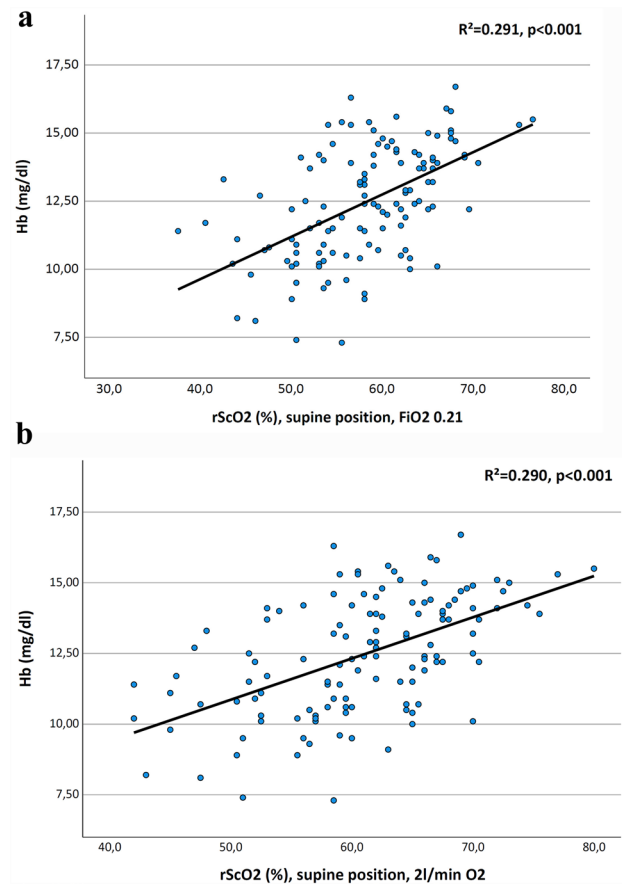 a
R²=0.291, p<0.001
17,50
15,00
12,50
10,00
7,50
Hb (mg/dl)
30,0 40,0 50,0 60,0 70,0 80,0
rScO2 (%), supine position, FiO2 0.21
b
R²=0.290, p<0.001
17,50
15,00
12,50
10,00
7,50
Hb (mg/dl)
40,0 50,0 60,0 70,0 80,0
rScO2 (%), supine position, 2l/min O2